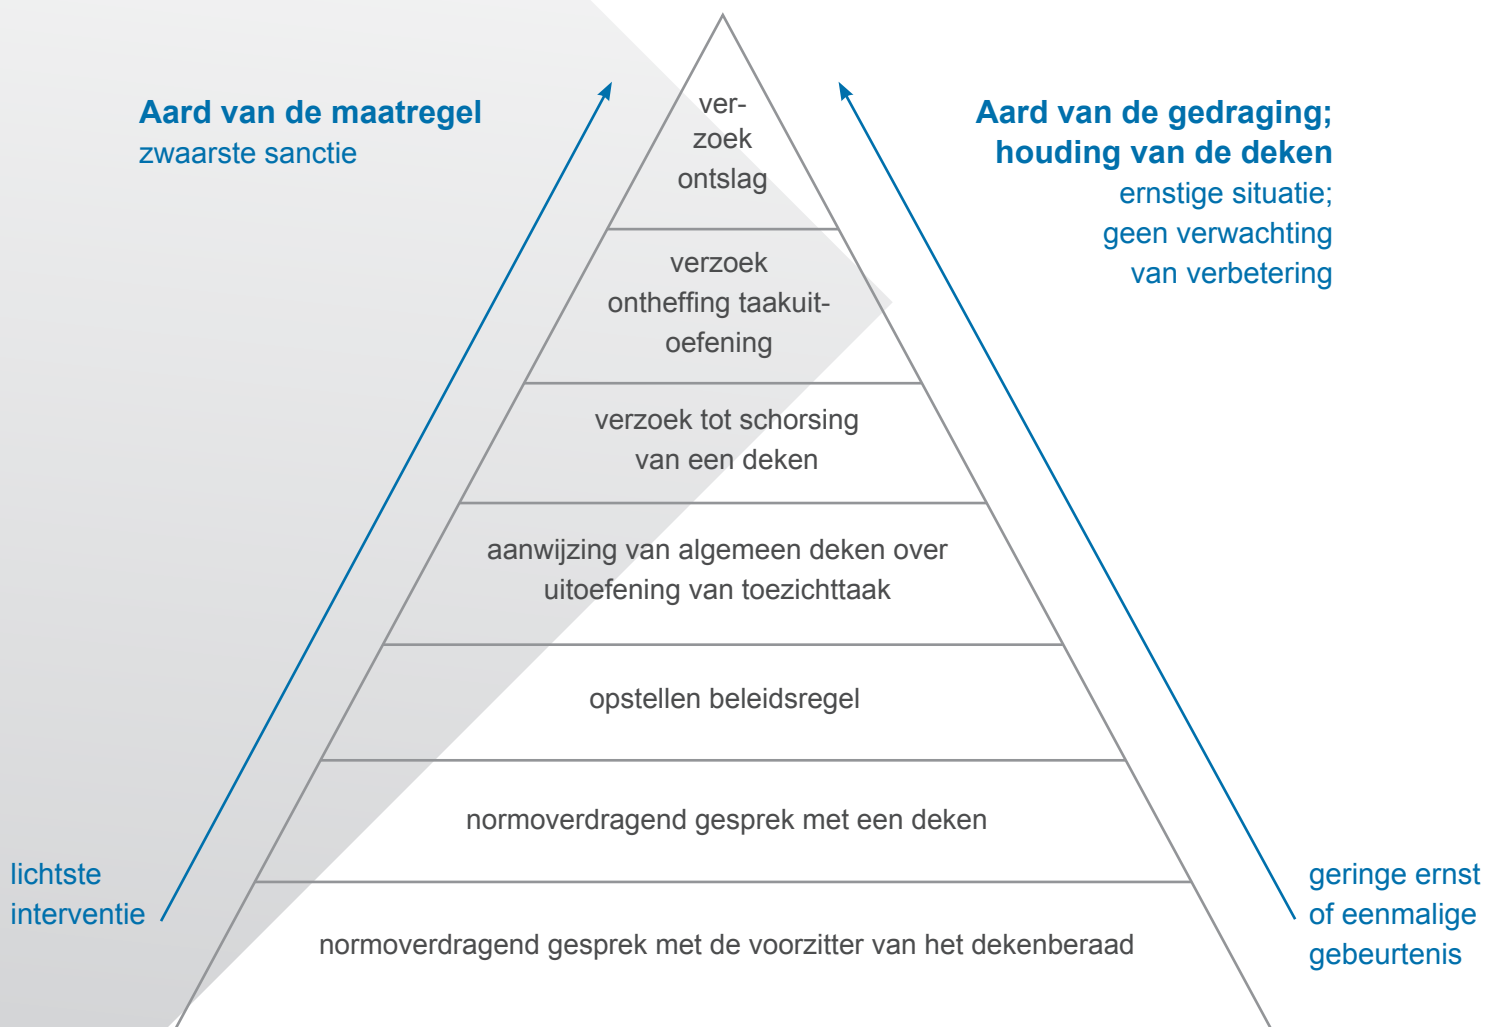 Aard van de maatregel
zwaarste sanctie
Aard van de gedraging;
houding van de deken
ernstige situatie;
geen verwachting
van verbetering
ver-
zoek
ontslag
verzoek
ontheffing taakuit-
oefening
verzoek tot schorsing
van een deken
aanwijzing van algemeen deken over
uitoefening van toezichttaak
opstellen beleidsregel
normoverdragend gesprek met een deken
lichtste
interventie
normoverdragend gesprek met de voorzitter van het dekenberaad
geringe ernst
of eenmalige
gebeurtenis